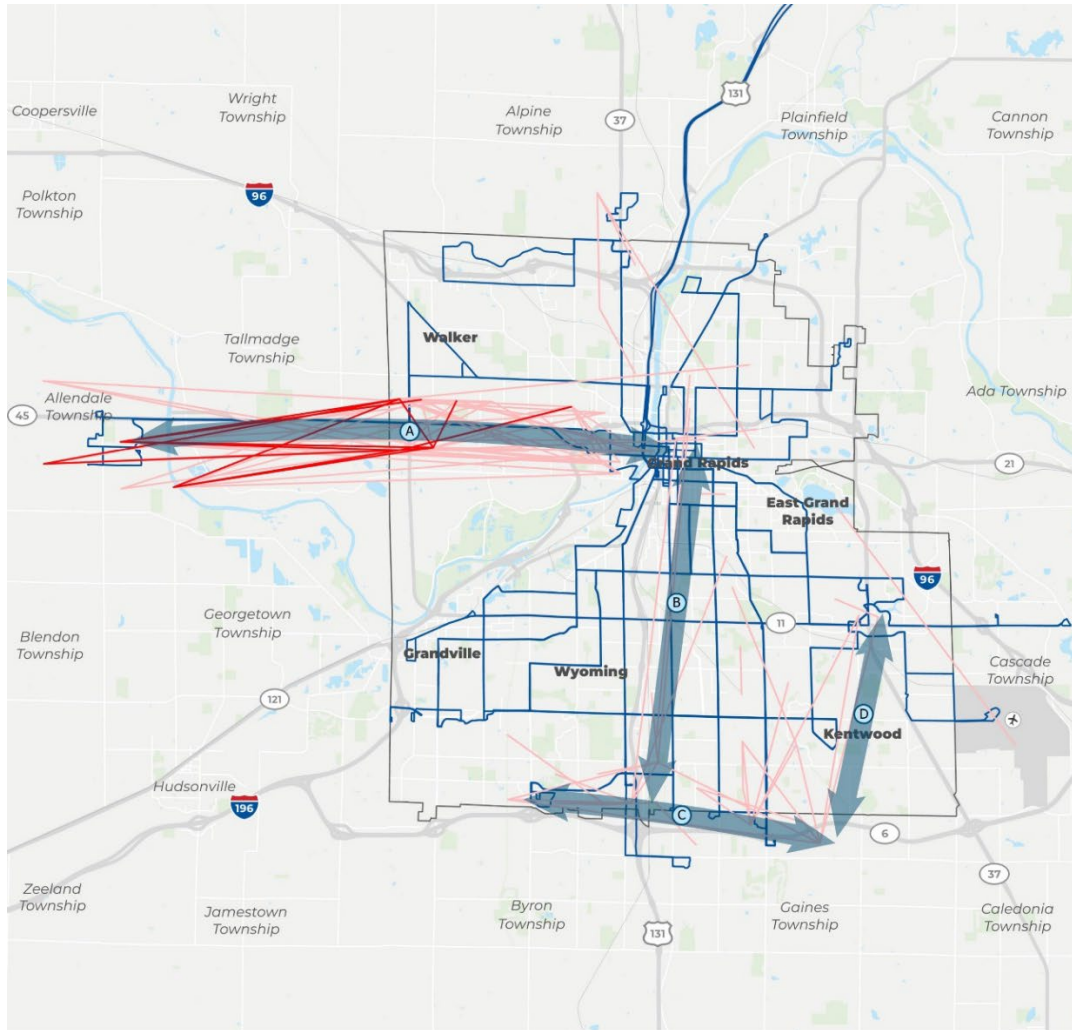 131
Wright
Township
Alpine
Township
Plainfield
Township
Cannon
Township
Coopersville
37
96
Polkton
Township
Walker
Tallmadge
Township
Allendale
Township
Ada Township
45
A
Grand Rapids
21
East Grand
Rapids
96
B
Georgetown
Township
11
Blendon
Township
Grandville
Wyoming
Cascade
Township
121
D
Kentwood
Hudsonville
196
C
6
37
Zeeland
Township
Jamestown
Township
Byron
Township
Gaines
Township
Caledonia
Township
131